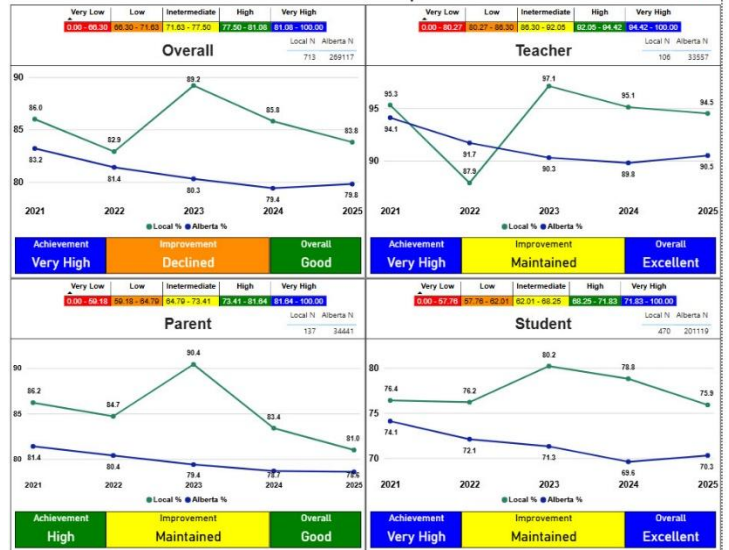 Very Low Low Inetermediate High Very High
0.00 - 66.30 66.30 - 71.63 71.63 - 77.50 77.50 - 81.08 81.08 - 100.00
Overall
Local N Alberta N
713 269117
90
85
80
86.0
82.9
89.2
85.8
83.8
83.2
81.4
80.3
79.4
79.8
2021 2022 2023 2024 2025
Local % Alberta %
Achievement Improvement Overall
Very High Declined Good
Very Low Low Inetermediate High Very High
0.00 - 80.27 80.27 - 86.30 86.30 - 92.05 92.05 - 94.42 94.42 - 100.00
Teacher
Local N Alberta N
106 33557
95
90
95.3
87.9
97.1
95.1
94.5
94.1
91.7
90.3
89.8
90.5
2021 2022 2023 2024 2025
Local % Alberta %
Achievement Improvement Overall
Very High Maintained Excellent
Very Low Low Inetermediate High Very High
0.00 - 59.18 59.18 - 64.79 64.79 - 73.41 73.41 - 81.64 81.64 - 100.00
Parent
Local N Alberta N
137 34441
90
85
80
86.2
84.7
90.4
83.4
81.0
81.4
80.4
79.4
78.7
78.6
2021 2022 2023 2024 2025
Local % Alberta %
Achievement Improvement Overall
High Maintained Good
Very Low Low Inetermediate High Very High
0.00 - 57.76 57.76 - 62.01 62.01 - 68.25 68.25 - 71.83 71.83 - 100.00
Student
Local N Alberta N
470 201119
80
75
70
76.4
76.2
80.2
78.8
75.9
74.1
72.1
71.3
69.6
70.3
2021 2022 2023 2024 2025
Local % Alberta %
Achievement Improvement Overall
Very High Maintained Excellent